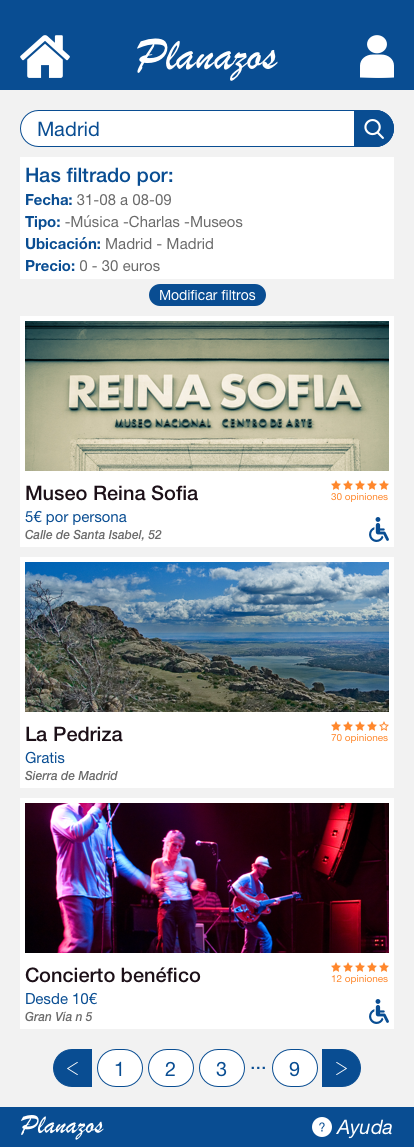 Planazos
Madrid
Has filtrado por:
Fecha: 31-08 a 08-09
Tipo: -Música -Charlas -Museos
Ubicación: Madrid - Madrid
Precio: 0 - 30 euros
Modificar filtros
REINA SOFIA
MUSEO NACIONAL CENTRO DE ARTE
Museo Reina Sofia
30 opiniones
5€ por persona
Calle de Santa Isabel, 52
La Pedriza
70 opiniones
Gratis
Sierra de Madrid
Concierto benéfico
12 opiniones
Desde 10€
Gran Via n 5
< 1 2 3 ... 9 >
Planazos ? Ayuda